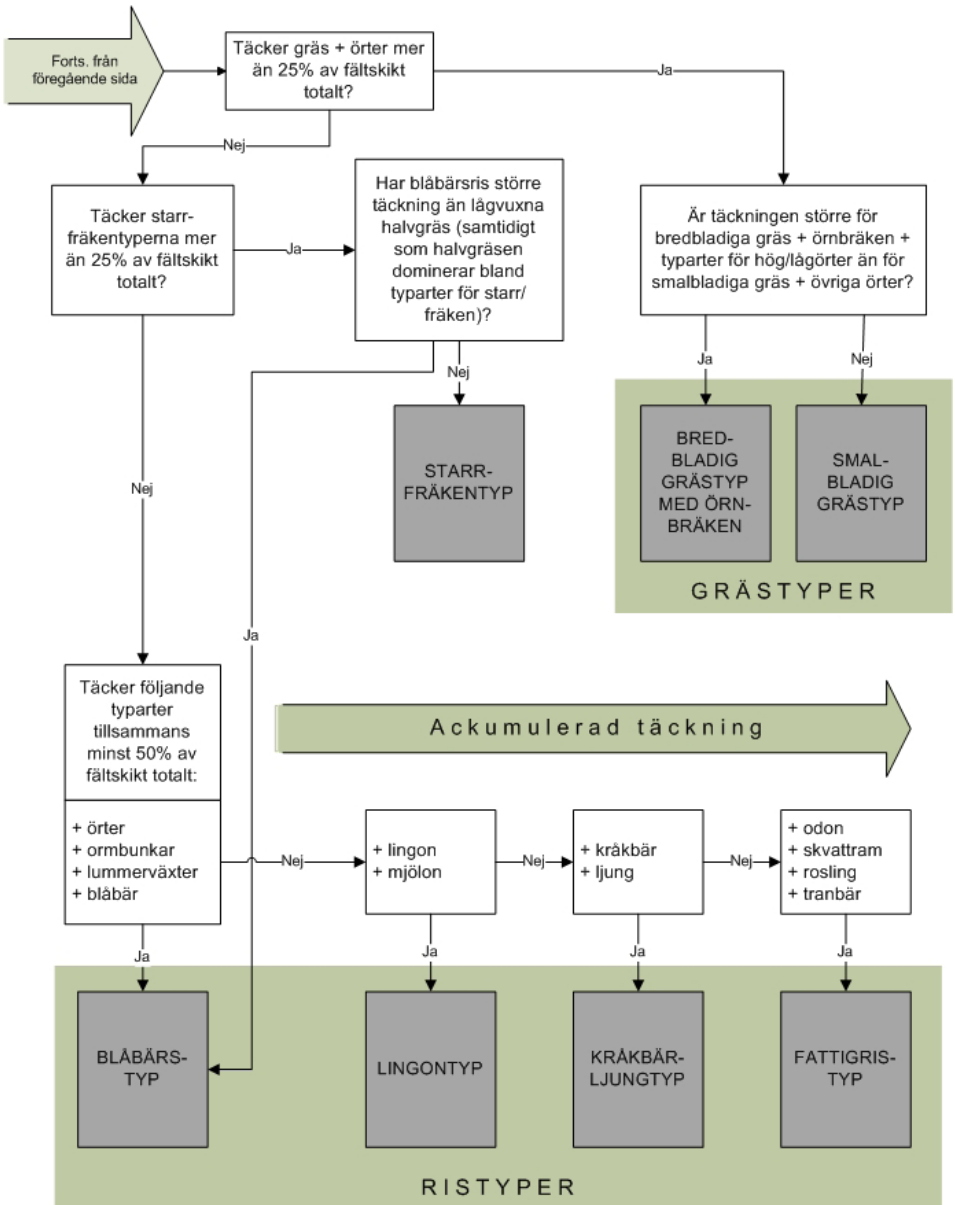 Forts. från
föregående sida
Täcker gräs + örter mer
än 25% av fältskikt
totalt?
Ja
Nej
Täcker starr-
fräkentyperna mer
än 25% av fältskikt
totalt?
Ja
Har blåbärsris större
täckning än lågvuxna
halvgräs (samtidigt
som halvgräsen
dominerar bland
typarter för starr/
fräken)?
Är täckningen större för
bredbladiga gräs + örnbräken +
typarter för hög/lågörter än för
smalbladiga gräs + övriga örter?
Ja
Nej
Nej
STARR-
FRÄKENTYP
BRED-
BLADIG
GRÄSTYP
MED ÖRN-
BRÄKEN
SMAL-
BLADIG
GRÄSTYP
GRÄSTYPER
Nej
Ja
Täcker följande
typarter
tillsammans
minst 50% av
fältskikt totalt:
+ örter
+ ormbunkar
+ lummerväxter
+ blåbär
Ackumulerad täckning
Nej
+ lingon
+ mjölon
Nej
+ kråkbär
+ ljung
Nej
+ odon
+ skvattram
+ rosling
+ tranbär
Ja
Ja
Ja
Ja
BLÅBÄRS-
TYP
LINGONTYP
KRÅKBÄR-
LJUNGTYP
FATTIGRIS-
TYP
RISTYPER